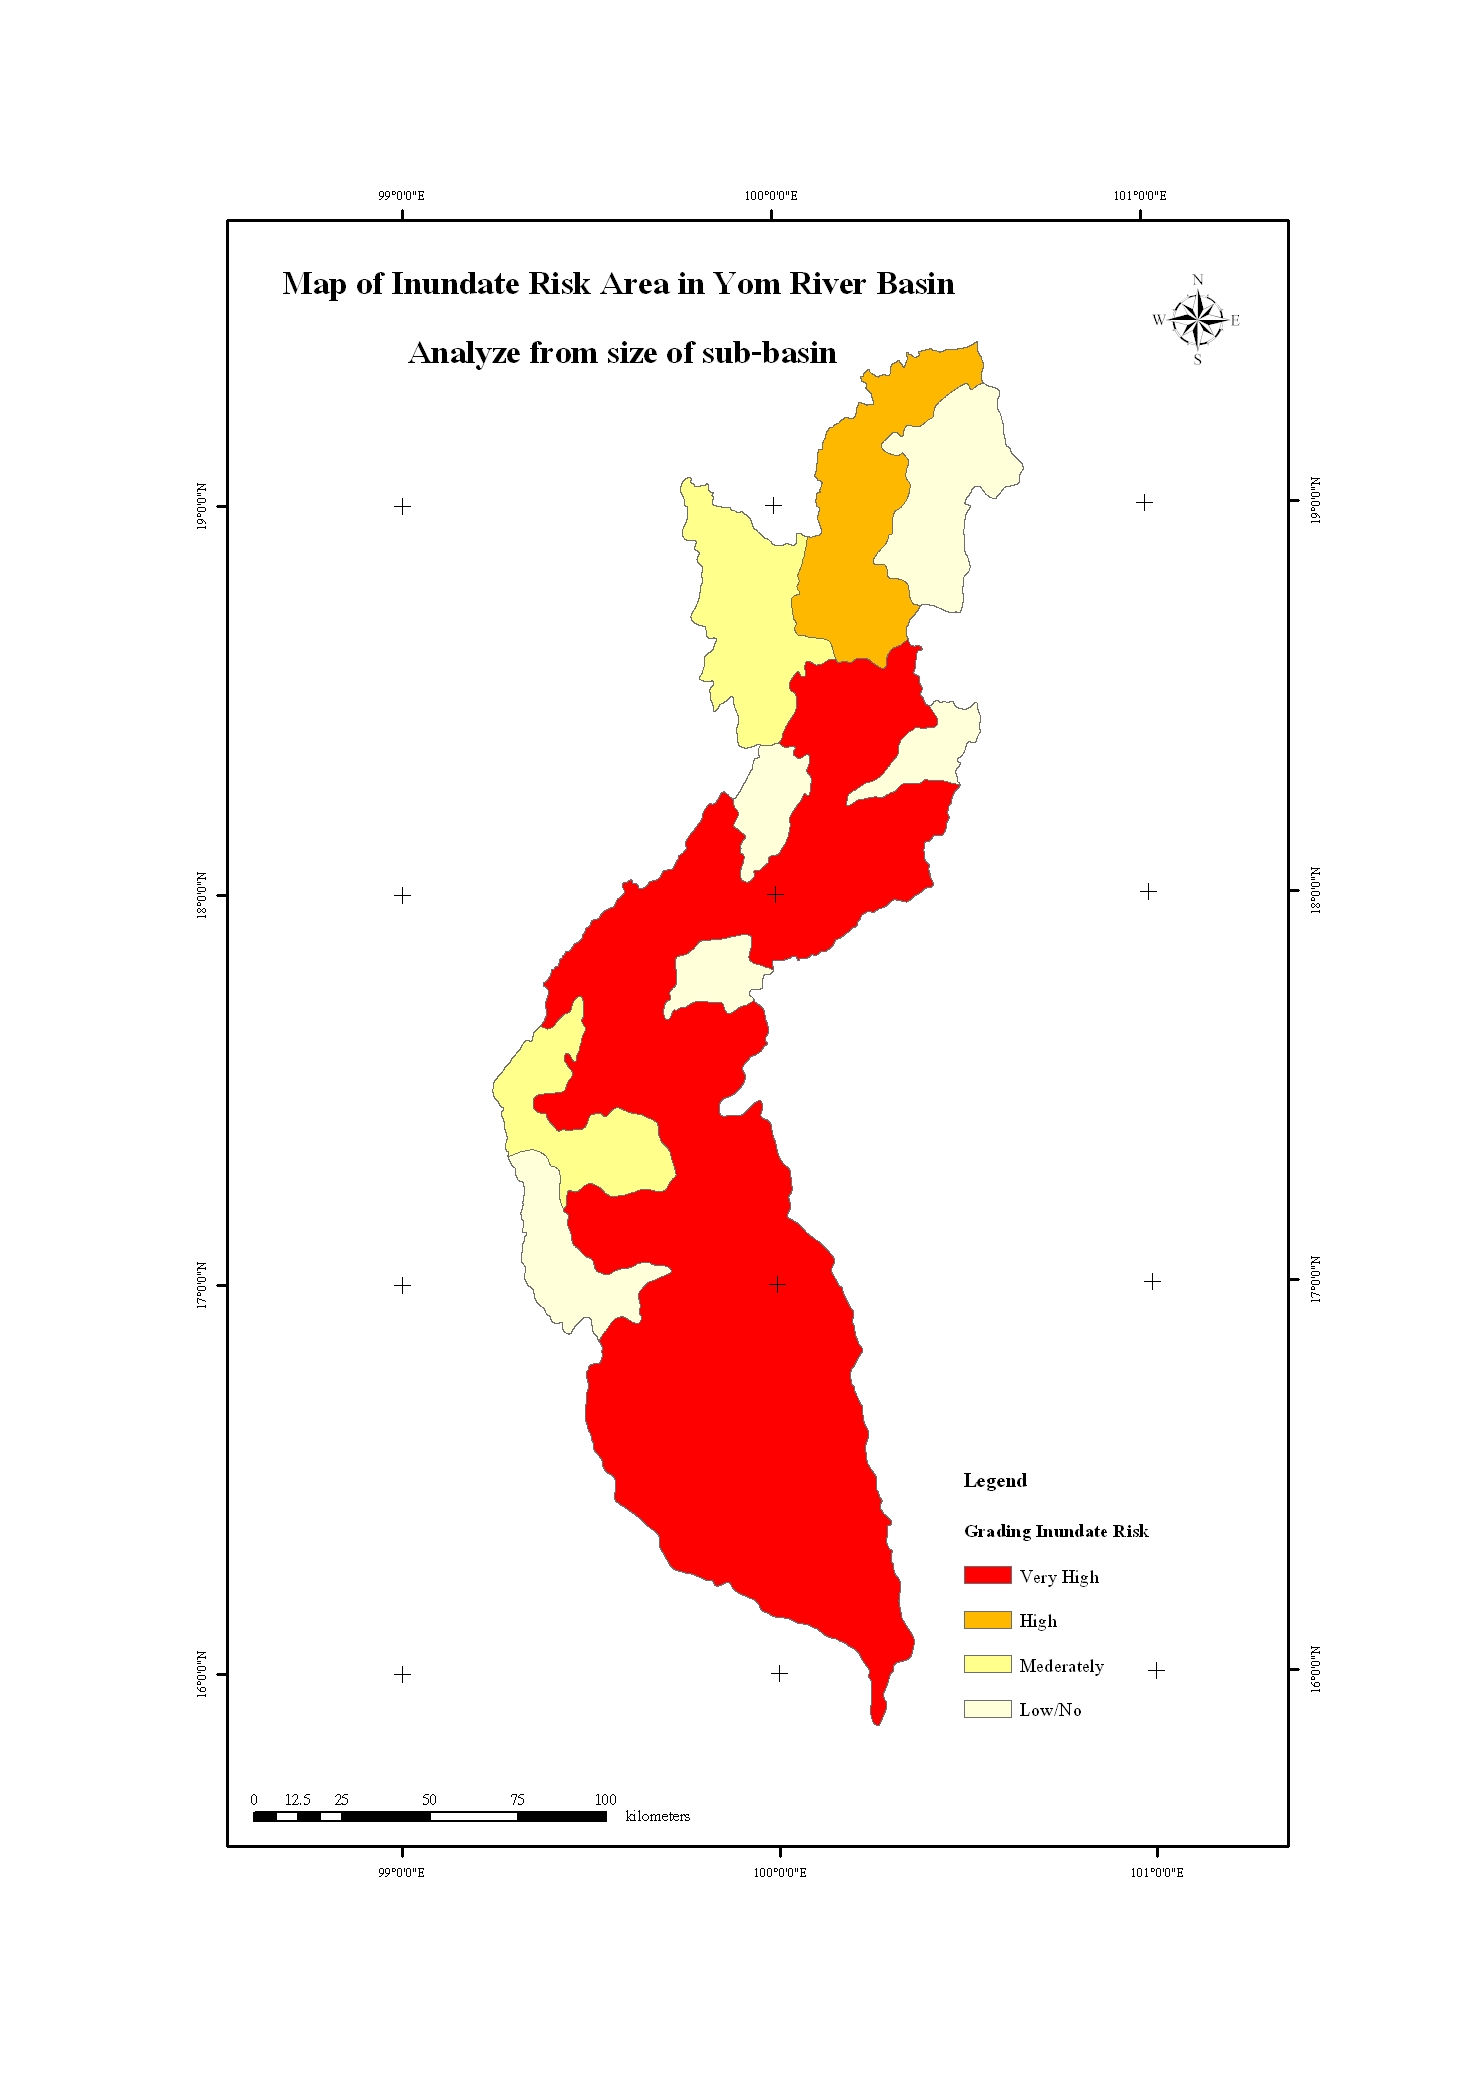 99°0'0"E 100°0'0"E 101°0'0"E
Map of Inundate Risk Area in Yom River Basin
Analyze from size of sub-basin
N
W E
S
19°0'0"N 19°0'0"N
18°0'0"N 18°0'0"N
17°0'0"N 17°0'0"N
Legend
Grading Inundate Risk
Very High
High
Mederately
Low/No
16°0'0"N 16°0'0"N
0 12.5 25 50 75 100
kilometers
99°0'0"E 100°0'0"E 101°0'0"E